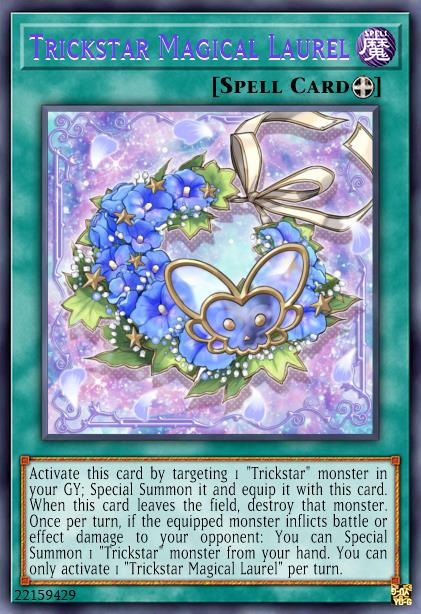 Trickstar Magical Laurel
SPELL
魔
[Spell Card]
Activate this card by targeting 1 "Trickstar" monster in
your GY; Special Summon it and equip it with this card.
When this card leaves the field, destroy that monster.
Once per turn, if the equipped monster inflicts battle or
effect damage to your opponent: You can Special
Summon 1 "Trickstar" monster from your hand. You can
only activate 1 "Trickstar Magical Laurel" per turn.
22159429